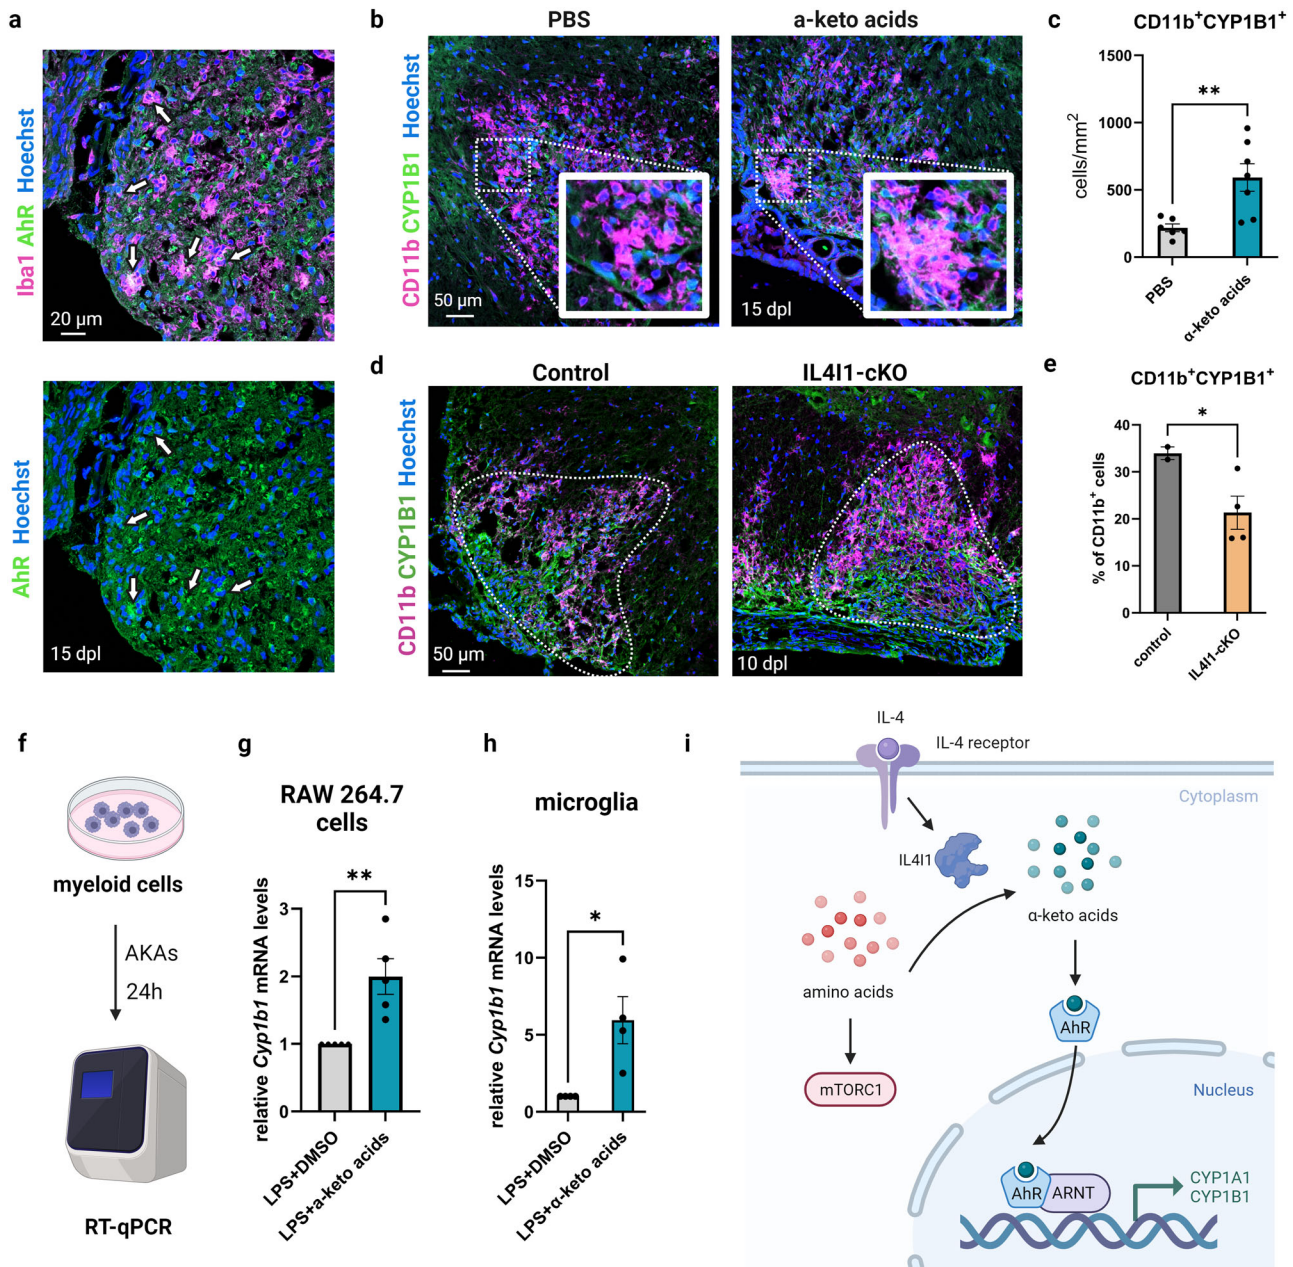 a
Iba1 AhR Hoechst
20 µm
AhR Hoechst
15 dpl
b
PBS
a-keto acids
CD11b CYP1B1 Hoechst
50 µm
15 dpl
c
CD11b+CYP1B1+
cells/mm2
1500
1000
500
0
**
PBS
α-keto acids
d
Control
IL4I1-cKO
CD11b CYP1B1 Hoechst
50 µm
10 dpl
e
CD11b+CYP1B1+
% of CD11b+ cells
40
30
20
10
0
*
control
IL4I1-cKO
f
myeloid cells
AKAs
24h
RT-qPCR
g
RAW 264.7
cells
relative Cyp1b1 mRNA levels
3
2
1
0
**
LPS+DMSO
LPS+a-keto acids
h
microglia
relative Cyp1b1 mRNA levels
15
10
5
0
*
LPS+DMSO
LPS+α-keto acids
i
IL-4
IL-4 receptor
Cytoplasm
IL4I1
α-keto acids
amino acids
mTORC1
AhR
Nucleus
AhR
ARNT
CYP1A1
CYP1B1